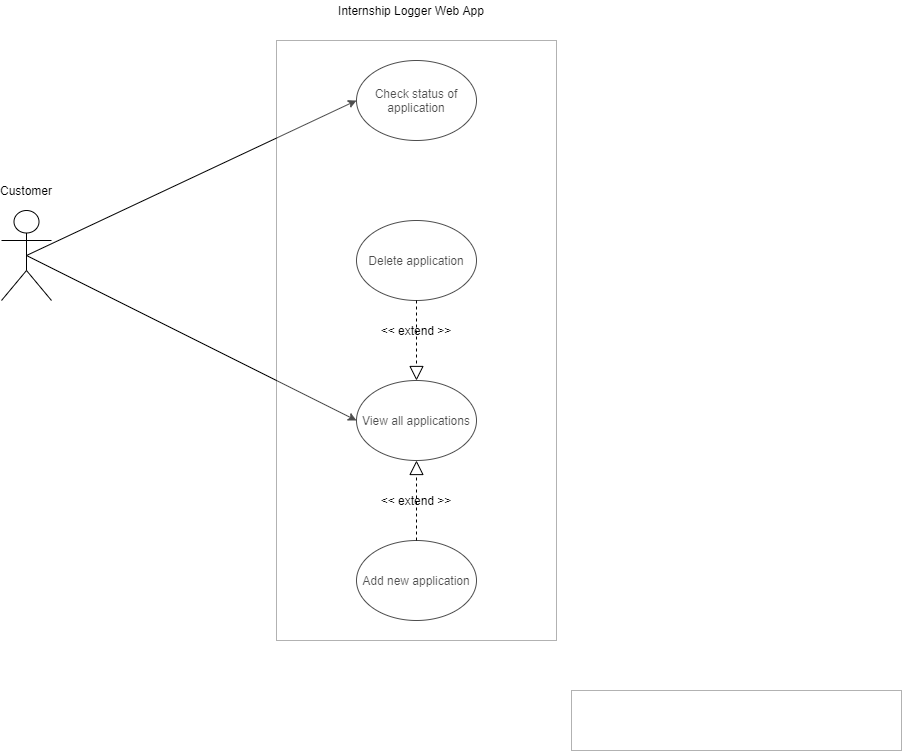 Internship Logger Web App
Check status of
application
Customer
Delete application
<< extend >>
View all applications
<< extend >>
Add new application